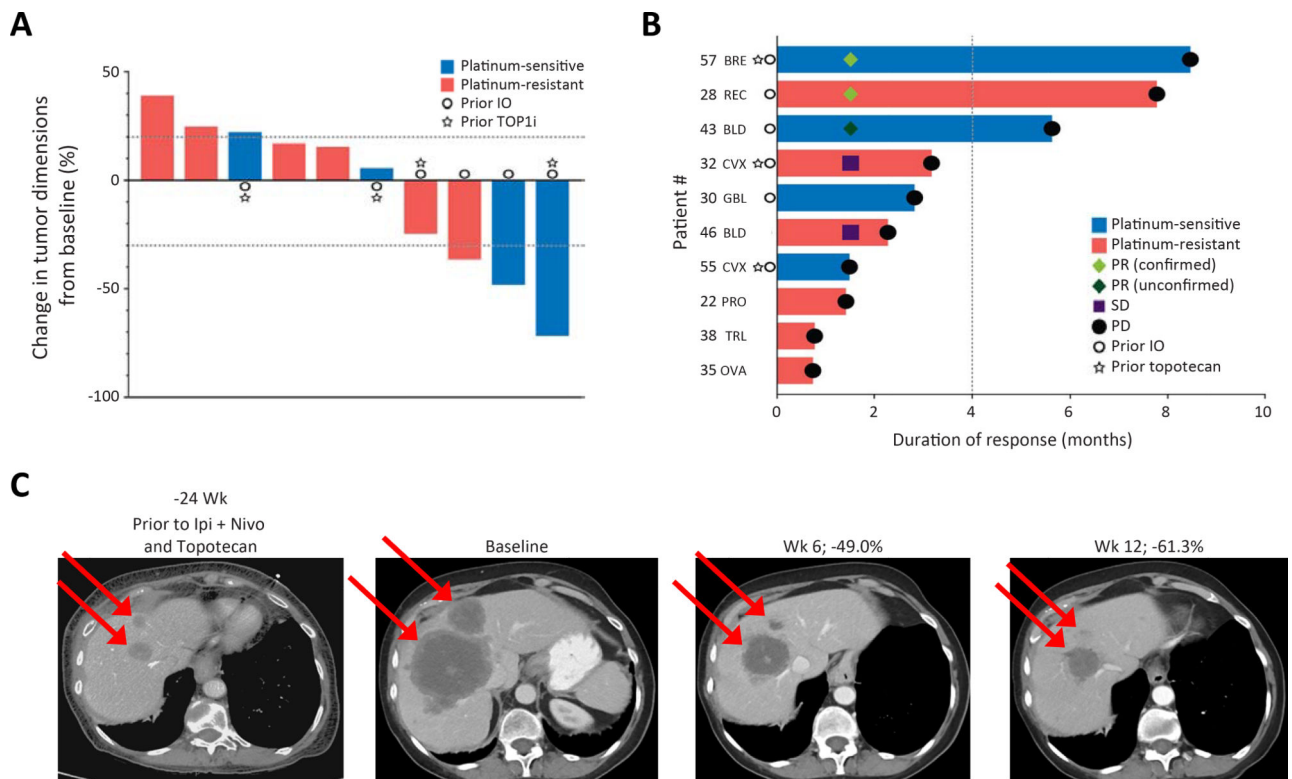 A
Change in tumor dimensions
from baseline (%)
50
0
-50
-100
Platinum-sensitive
Platinum-resistant
Prior IO
Prior TOP1i
B
Patient #
57 BRE
28 REC
43 BLD
32 CVX
30 GBL
46 BLD
55 CVX
22 PRO
38 TRL
35 OVA
Platinum-sensitive
Platinum-resistant
PR (confirmed)
PR (unconfirmed)
SD
PD
Prior IO
Prior topotecan
0 2 4 6 8 10
Duration of response (months)
C
-24 Wk
Prior to Ipi + Nivo
and Topotecan
Baseline
Wk 6; -49.0%
Wk 12; -61.3%